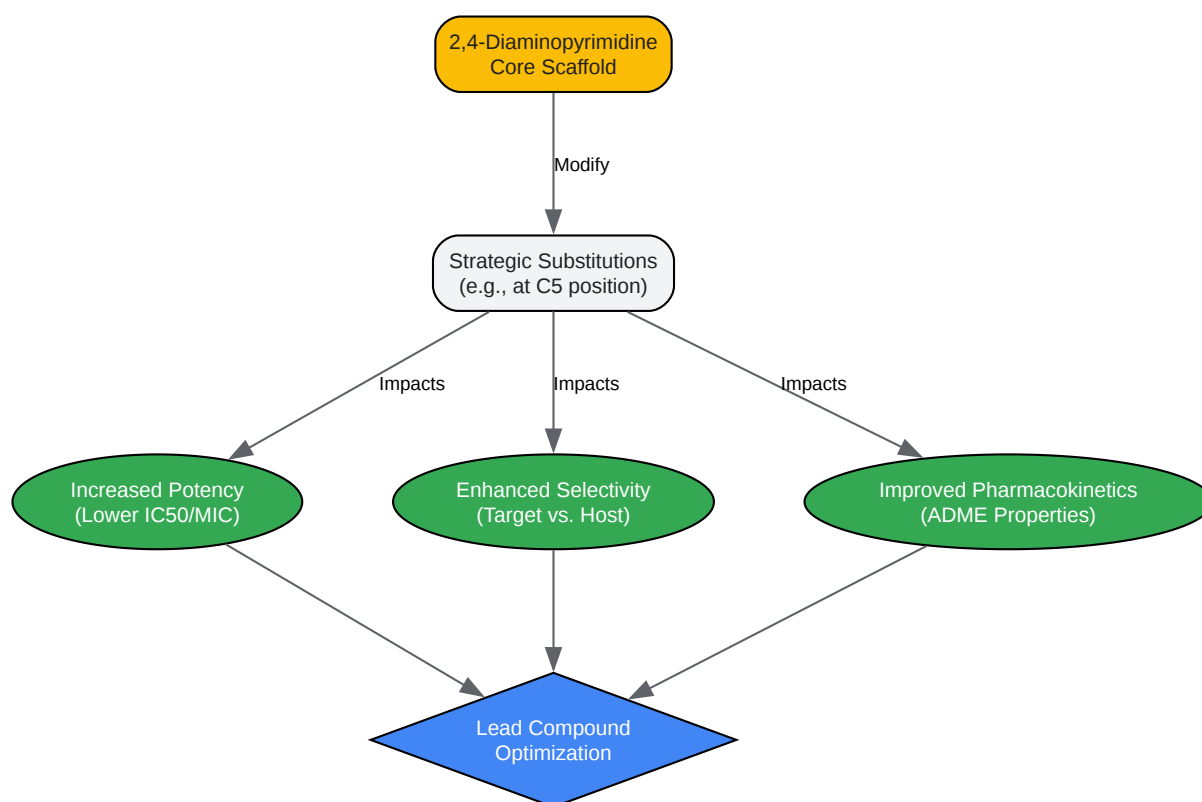 2,4-Diaminopyrimidine
Core Scaffold
Modify
Strategic Substitutions
(e.g., at C5 position)
Impacts
Impacts
Impacts
Increased Potency
(Lower IC50/MIC)
Enhanced Selectivity
(Target vs. Host)
Improved Pharmacokinetics
(ADME Properties)
Lead Compound
Optimization